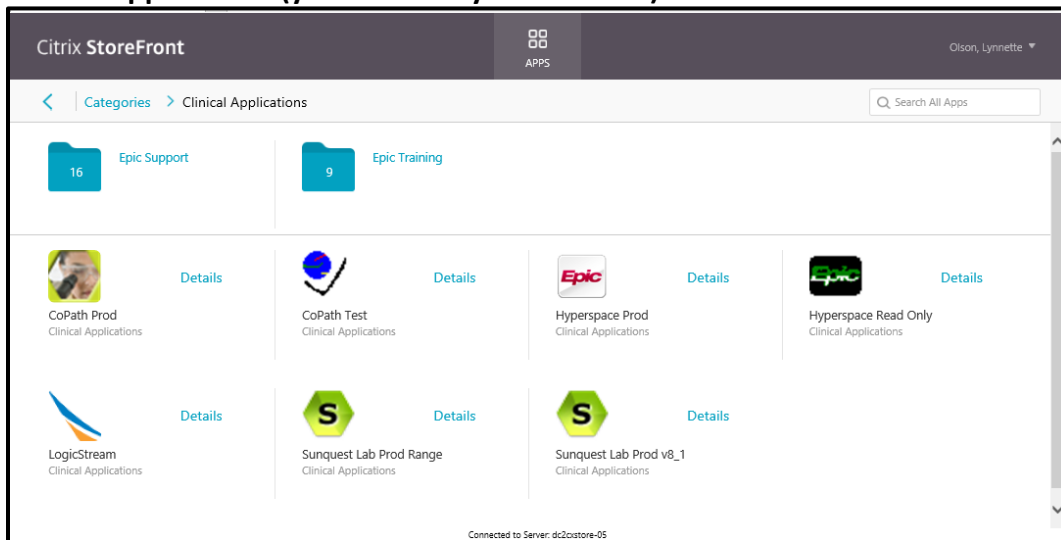 Citrix StoreFront
APPS
Olson, Lynnette
Categories > Clinical Applications
Search All Apps
16
Epic Support
9
Epic Training
Details
Details
Epic
Details
Epic
Details
CoPath Prod
CoPath Test
Hyperspace Prod
Hyperspace Read Only
Clinical Applications
Clinical Applications
Clinical Applications
Clinical Applications
Details
S
Details
S
Details
LogicStream
Sunquest Lab Prod Range
Sunquest Lab Prod v8_1
Clinical Applications
Clinical Applications
Clinical Applications
Connected to Server: dc2cxstore-05